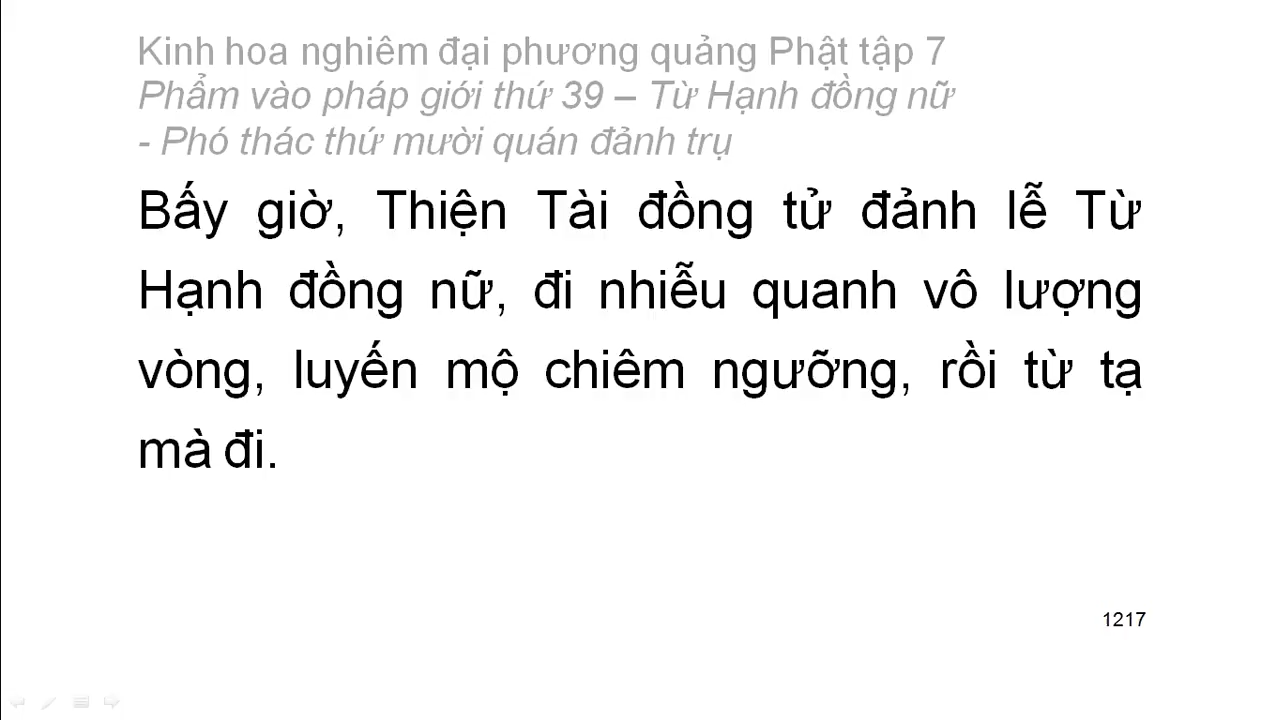 Kinh hoa nghiêm đại phương quảng Phật tập 7
Phẩm vào pháp giới thứ 39 – Từ Hạnh đồng nữ
- Phó thác thứ mười quán đảnh trụ
Bấy giờ, Thiện Tài đồng tử đảnh lễ Từ
Hạnh đồng nữ, đi nhiễu quanh vô lượng
vòng, luyến mộ chiêm ngưỡng, rồi từ tạ
mà đi.
1217